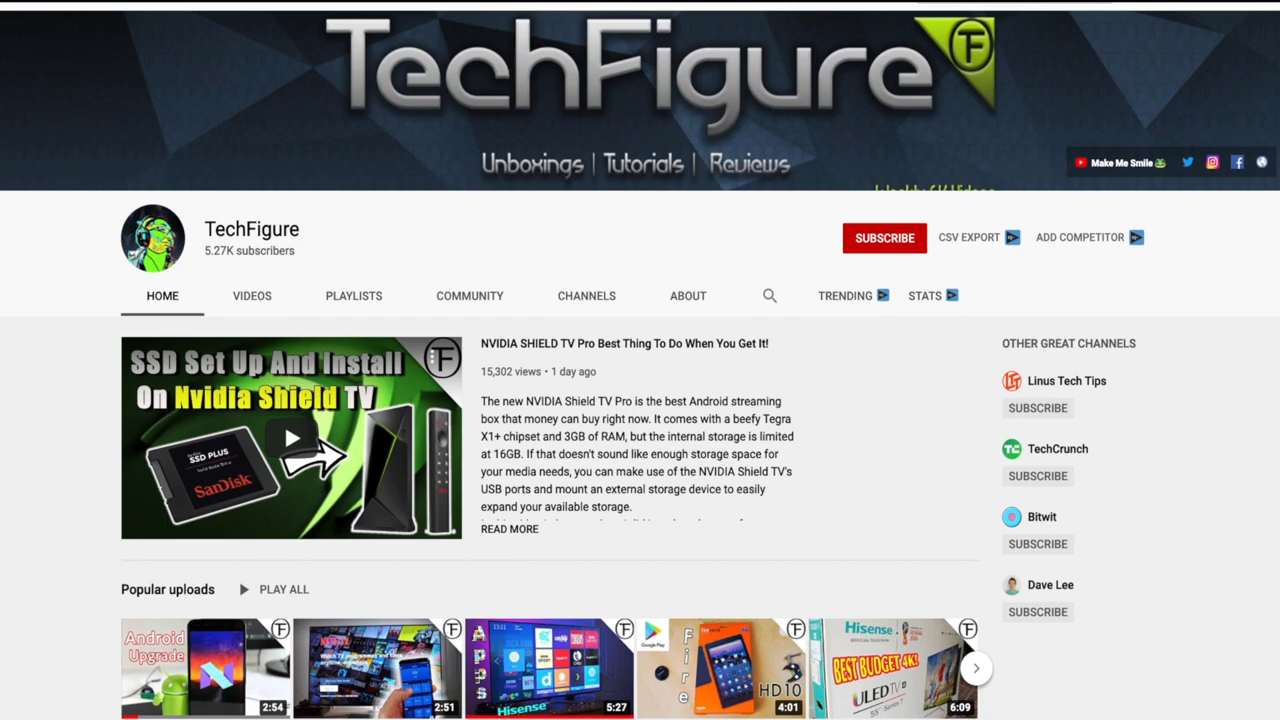 TechFigure
TF
Unboxings | Tutorials | Reviews
Make Me Smile
TechFigure
5.27K subscribers
SUBSCRIBE
CSV EXPORT
ADD COMPETITOR
HOME
VIDEOS
PLAYLISTS
COMMUNITY
CHANNELS
ABOUT
TRENDING
STATS
SSD Set Up And Install
On Nvidia Shield TV
SSD PLUS
SanDisk
NVIDIA SHIELD TV Pro Best Thing To Do When You Get It!
15,302 views • 1 day ago
The new NVIDIA Shield TV Pro is the best Android streaming
box that money can buy right now. It comes with a beefy Tegra
X1+ chipset and 3GB of RAM, but the internal storage is limited
at 16GB. If that doesn't sound like enough storage space for
your media needs, you can make use of the NVIDIA Shield TV's
USB ports and mount an external storage device to easily
expand your available storage.
READ MORE
OTHER GREAT CHANNELS
Linus Tech Tips
SUBSCRIBE
TechCrunch
SUBSCRIBE
Bitwit
SUBSCRIBE
Dave Lee
SUBSCRIBE
Popular uploads
PLAY ALL
Android
Upgrade
N
2:54
2:51
APPS
Hisense
5:27
Google Play
Fire
HD10
4:01
Hisense
BEST BUDGET 4K!
ULED TV
55" Series 7
6:09